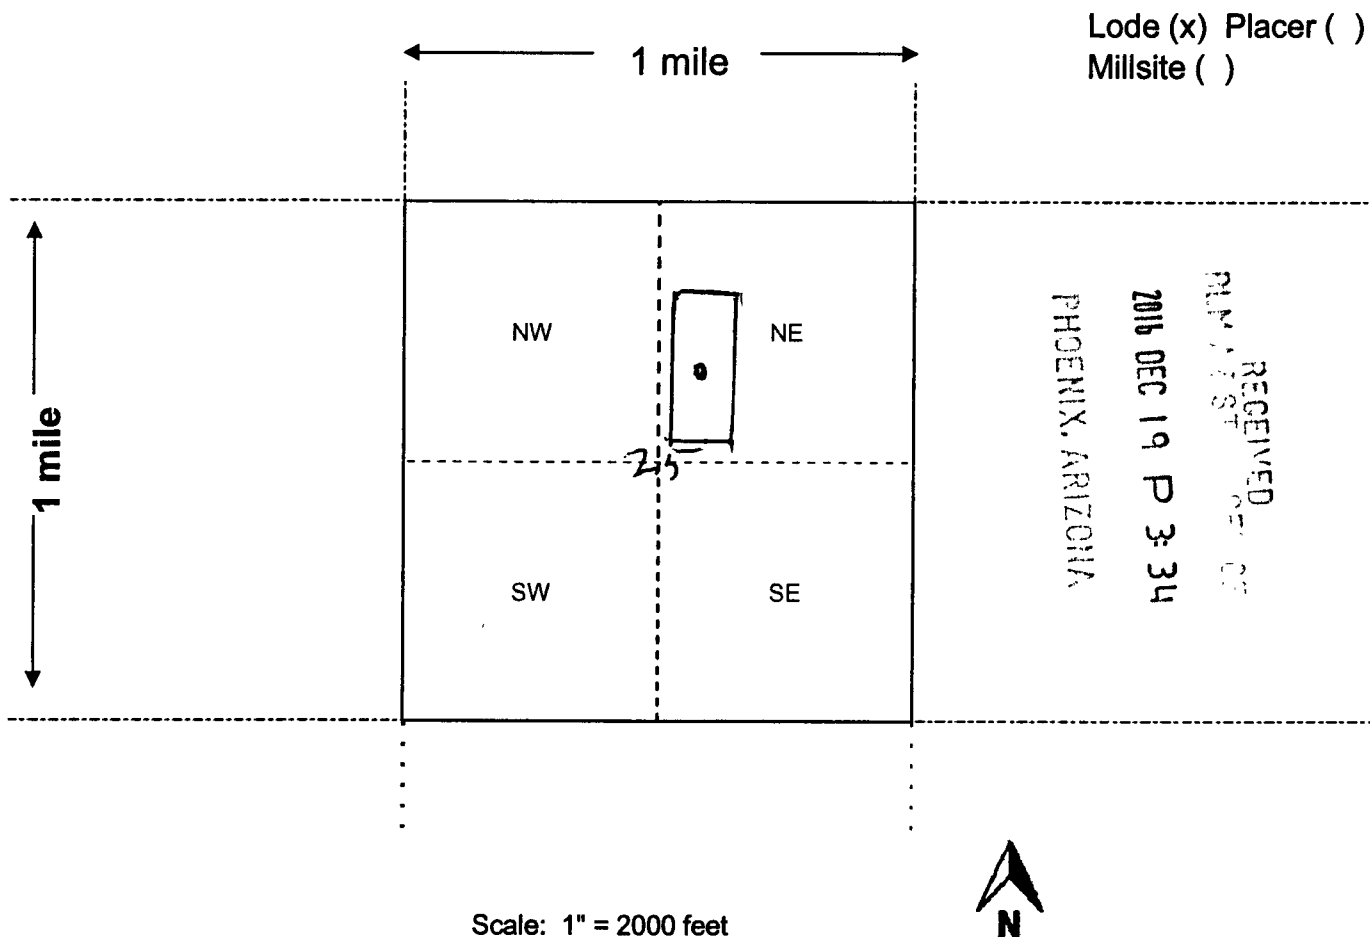 Lode (x) Placer ( )
Millsite ( )
1 mile
1 mile
NW
NE
25
SW
SE
RECEIVED
2016 DEC 19 P 3:34
PHOENIX, ARIZONA
Scale: 1" = 2000 feet
N